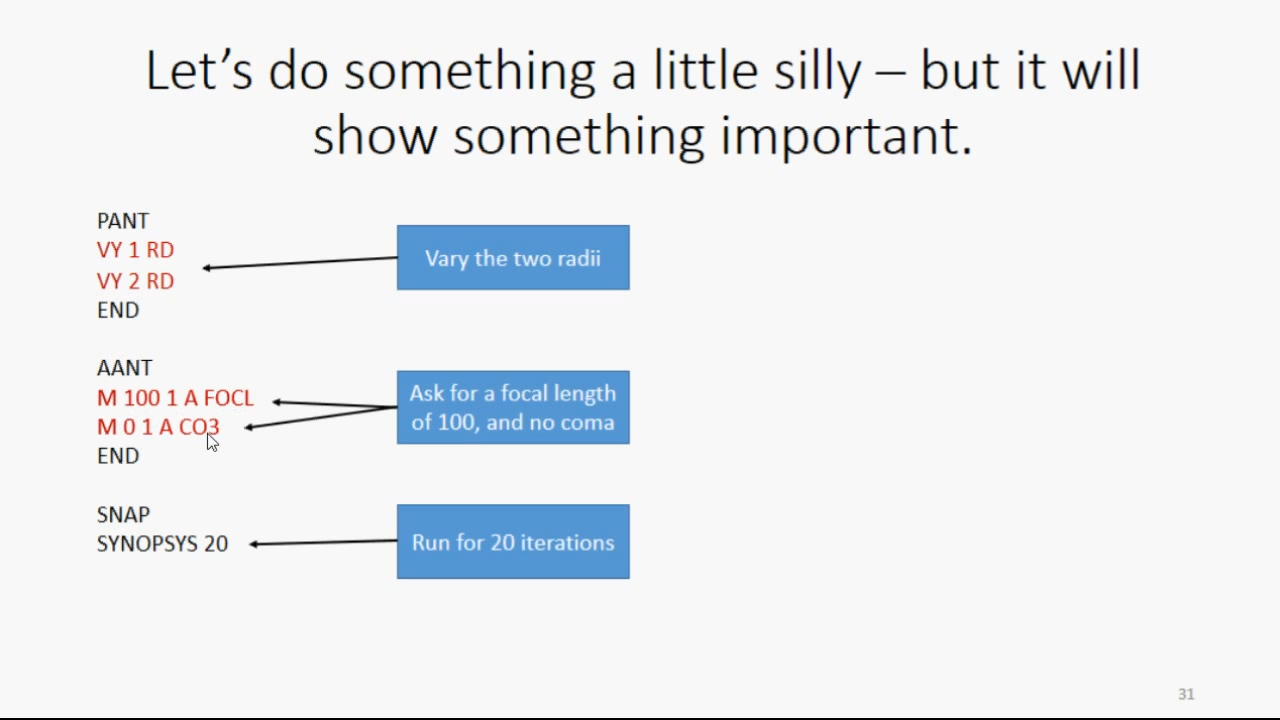 Let's do something a little silly – but it will
show something important.
PANT
VY 1 RD
VY 2 RD
END
Vary the two radii
AANT
M 100 1 A FOCL
M 0 1 A CO3
END
Ask for a focal length
of 100, and no coma
SNAP
SYNOPSYS 20
Run for 20 iterations
31